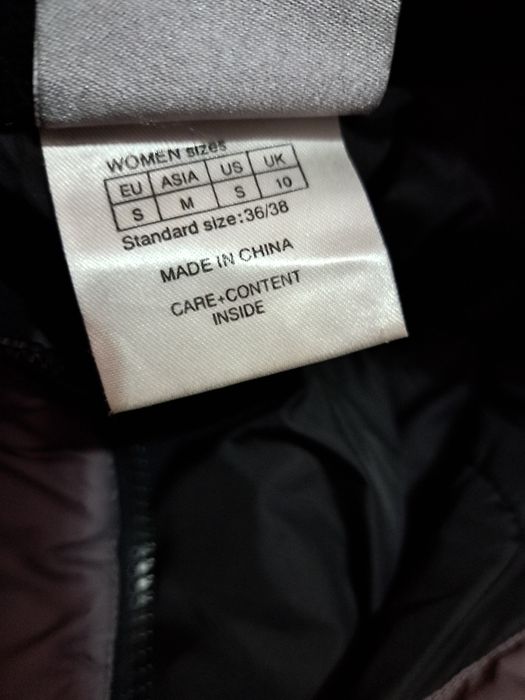 WOMEN sizes
EU ASIA US UK
S M S 10
Standard size:36/38
MADE IN CHINA
CARE+CONTENT
INSIDE